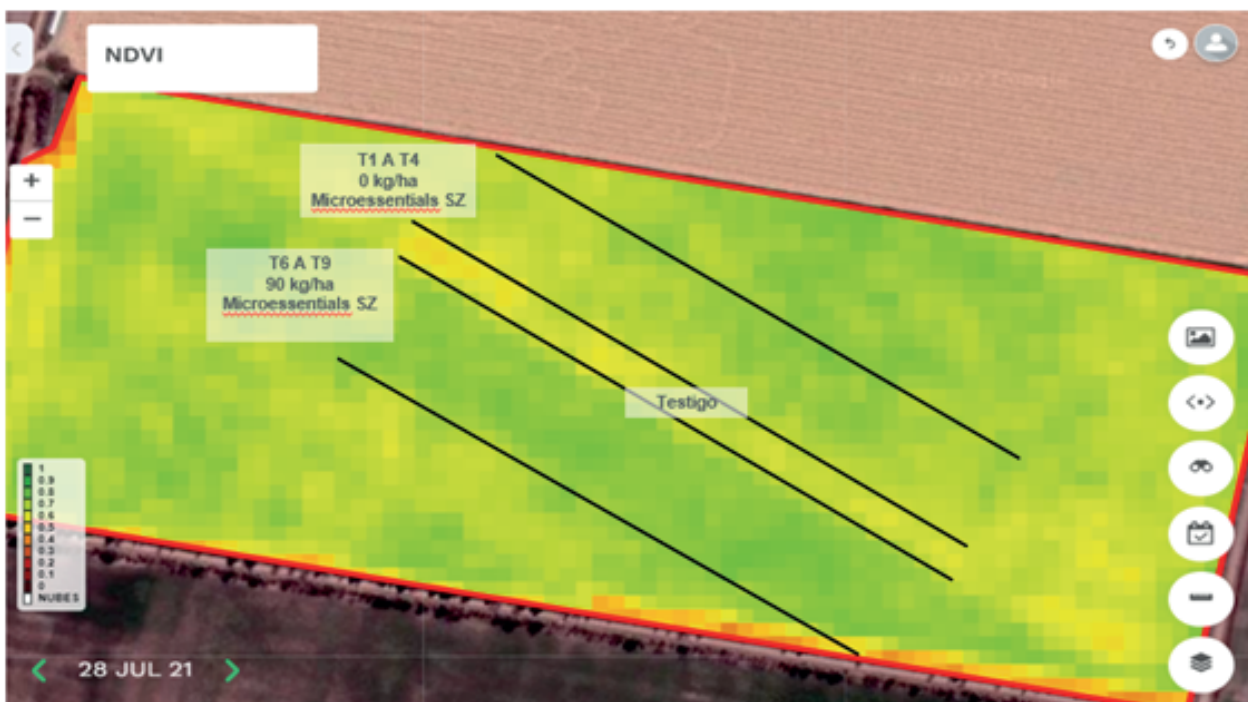 NDVI
T1 A T4
0 kg/ha
Microessentials SZ
T6 A T9
90 kg/ha
Microessentials SZ
Testigo
1
0.9
0.8
0.7
0.6
0.5
0.4
0.3
0.2
0.1
0
NUBES
28 JUL 21